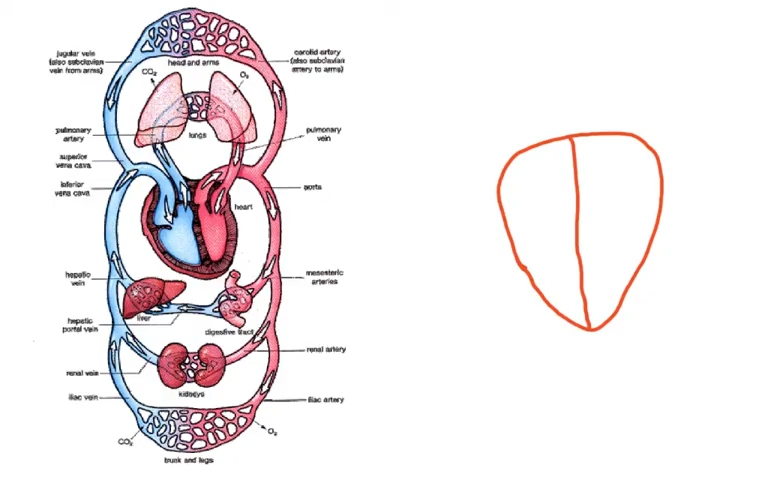 jugular vein
(also subclavian
vein from arms)
carotid artery
(also subclavian
artery to arms)
head and arms
CO₂
O₂
pulmonary
artery
lungs
pulmonary
vein
superior
vena cava
inferior
vena cava
aorta
heart
hepatic
vein
mesenteric
arteries
liver
hepatic
portal vein
digestive tract
renal artery
renal vein
kidneys
iliac vein
iliac artery
CO₂
O₂
trunk and legs